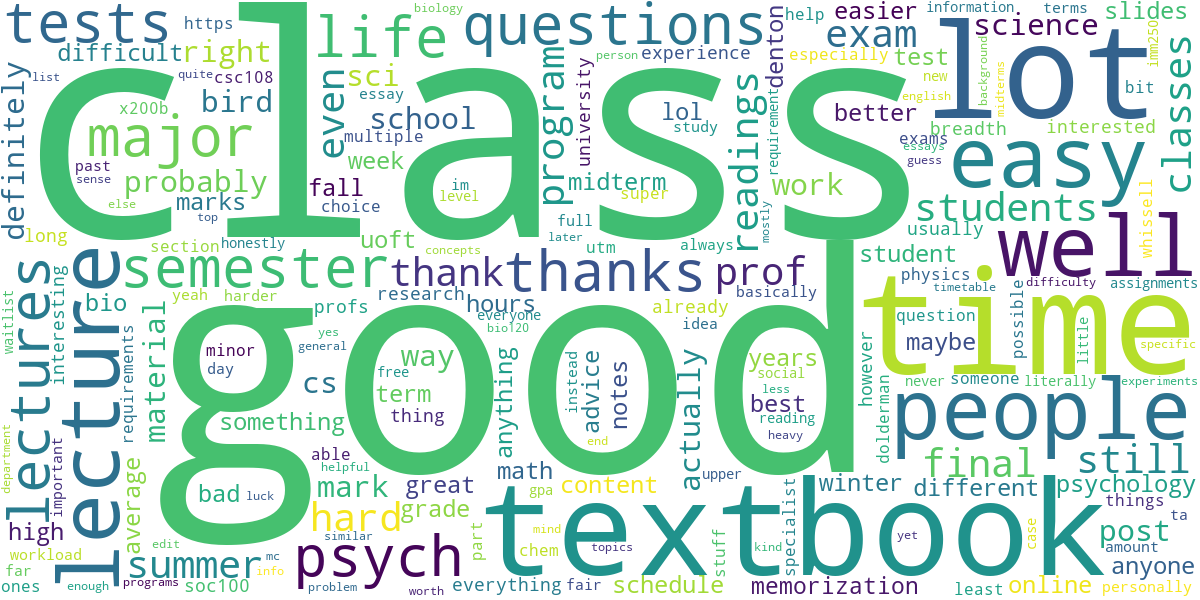 tests
https
life
questions
biology
help
easier
information
terms
slides
difficult
right
person
experience
exam
science
definitely
list
quite
csc108
sci
especially
test
background
imm250
x200b
bird
essay
even
program
university
lol
denton
new
english
midterms
lot
bit
classes
class
major
school
multiple
study
requirement
better
exams
breadth
interested
essays
guess
easy
past
sense
probably
week
im
level
midterm
super
readings
work
else
marks
top
fall
choice
full
later
mostly
students
whissell
long
section
honestly
uoft
concepts
utm
always
student
usually
well
lectures
lecture
semester
thank
thanks
prof
basically
physics
timetable
difficulty
assignments
waitlist
interesting
bio
yeah
harder
profs
research
hours
everyone
bio120
already
idea
however
question
possible
little
time
specific
requirements
material
minor
day
yes
general
good
cs
free
way
term
thing
anything
instead
advice
notes
actually
years
social
less
best
reading
heavy
maybe
never
someone
literally
experiments
people
something
dolderman
department
important
average
bad
luck
able
helpful
mark
great
grade
math
gpa
end
content
upper
winter
different
final
still
psychology
things
ta
high
workload
far
ones
enough
edit
programs
summer
mc
info
soc100
hard
similar
psych
problem
worth
part
chem
mind
topics
kind
textbook
stuff
specialist
yet
case
post
amount
anyone
everything
fair
schedule
memorization
least
online
personally